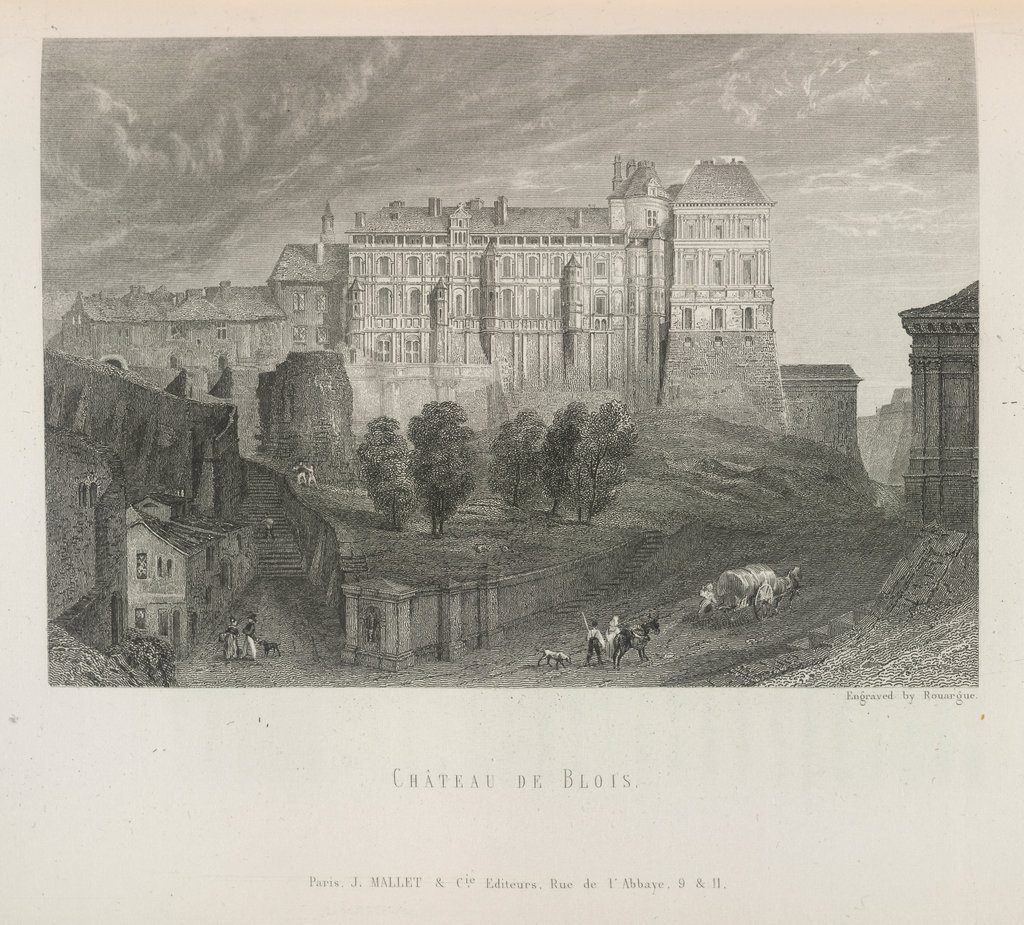 Engraved by Rouargue.
CHÂTEAU DE BLOIS.
Paris, J. MALLET & Cie Editeurs, Rue de l'Abbaye, 9 & 11.